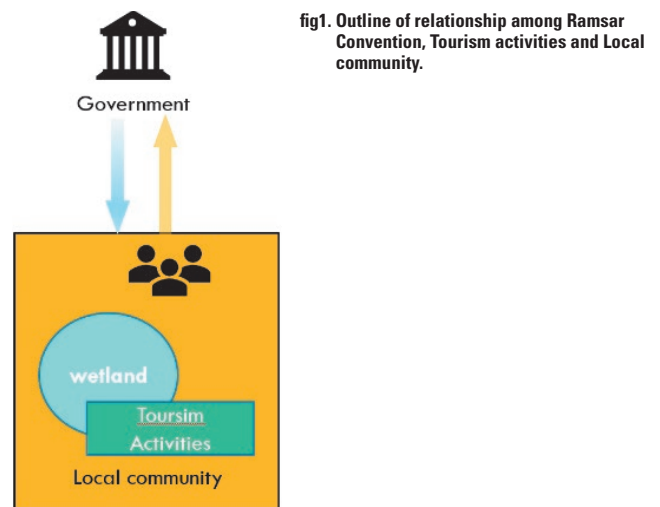 fig1. Outline of relationship among Ramsar
Convention, Tourism activities and Local
community.
Government
wetland
Toursim
Activities
Local community